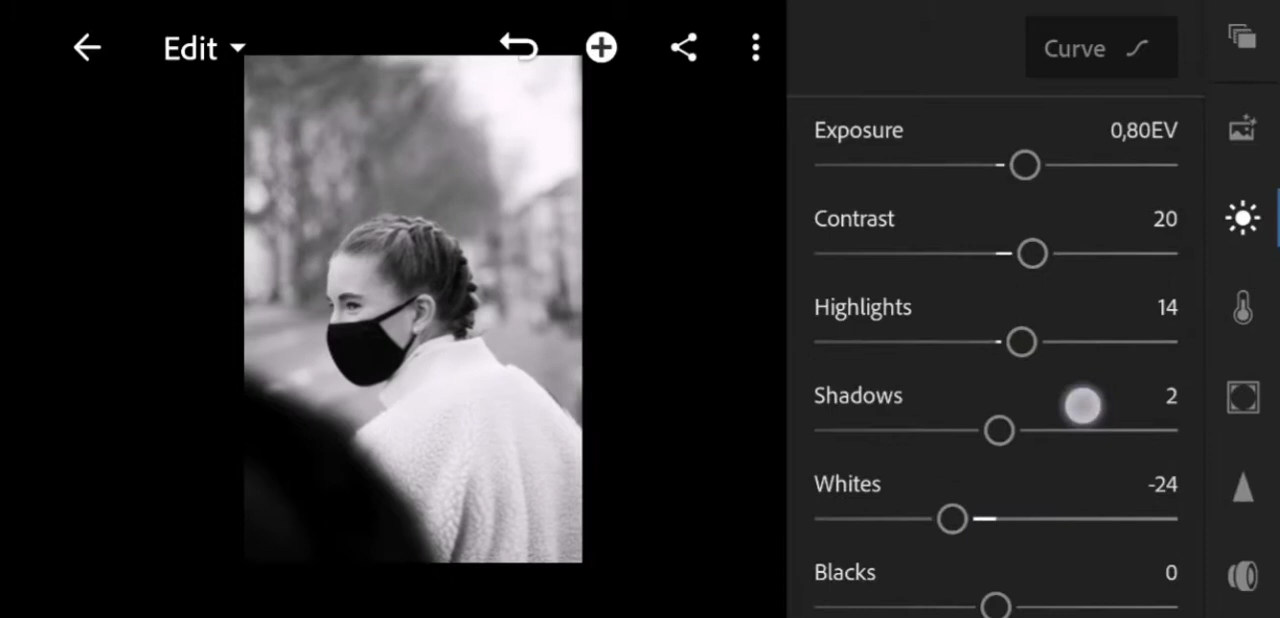 Edit
Curve
Exposure 0,80EV
Contrast 20
Highlights 14
Shadows 2
Whites -24
Blacks 0